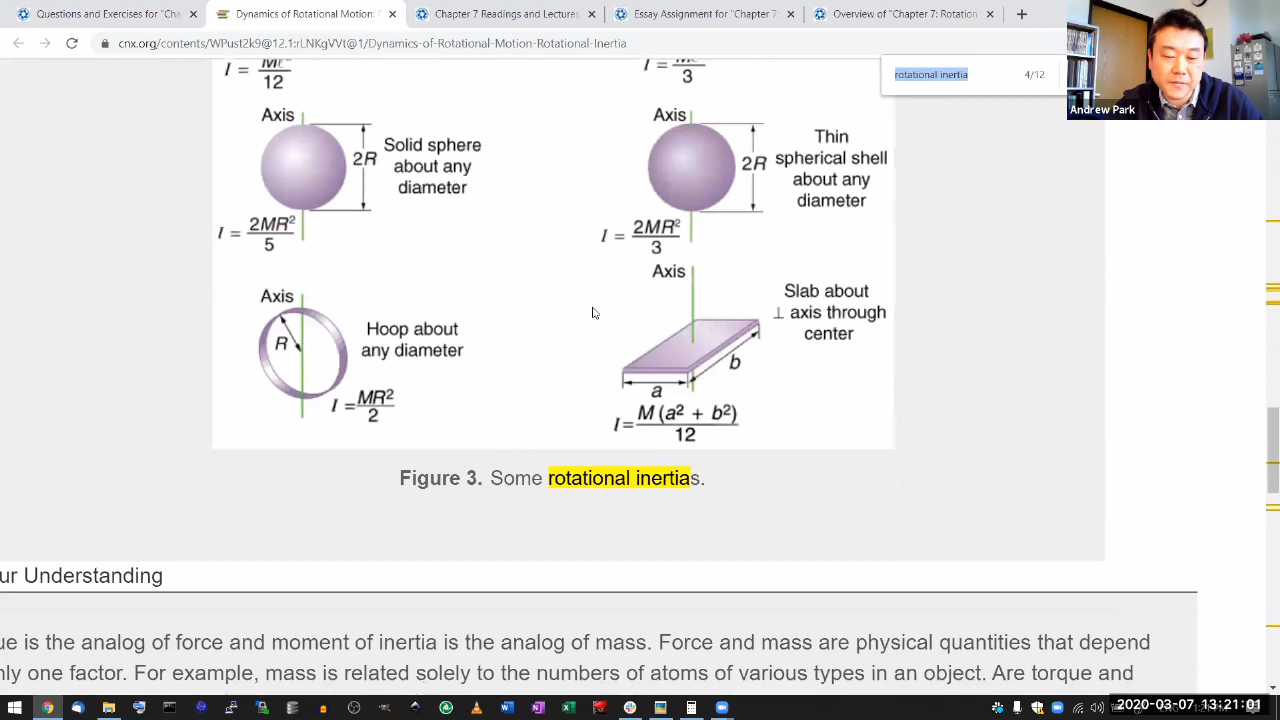 Questions and Exercises for "Cha
Dynamics of Rotational Motion
Chapter 7 Readings and Lectures
Essay Assignment for "Chapter 7:
Overview of "Chapter 7: Rotation
cnx.org/contents/WPust2k9@12.1:rLNKgVVt@1/Dynamics-of-Rotational-Motion-Rotational-Inertia
rotational inertia 4/12
Andrew Park
I = Mℓ²/12
I = Mℓ²/3
Axis
2R
Solid sphere
about any
diameter
I = 2MR²/5
Axis
2R
Thin
spherical shell
about any
diameter
I = 2MR²/3
Axis
R
Hoop about
any diameter
I = MR²/2
Axis
Slab about
⊥ axis through
center
a
b
I = M (a² + b²)/12
Figure 3. Some rotational inertias.
ur Understanding
ue is the analog of force and moment of inertia is the analog of mass. Force and mass are physical quantities that depend
nly one factor. For example, mass is related solely to the numbers of atoms of various types in an object. Are torque and
2020-03-07 13:21:01